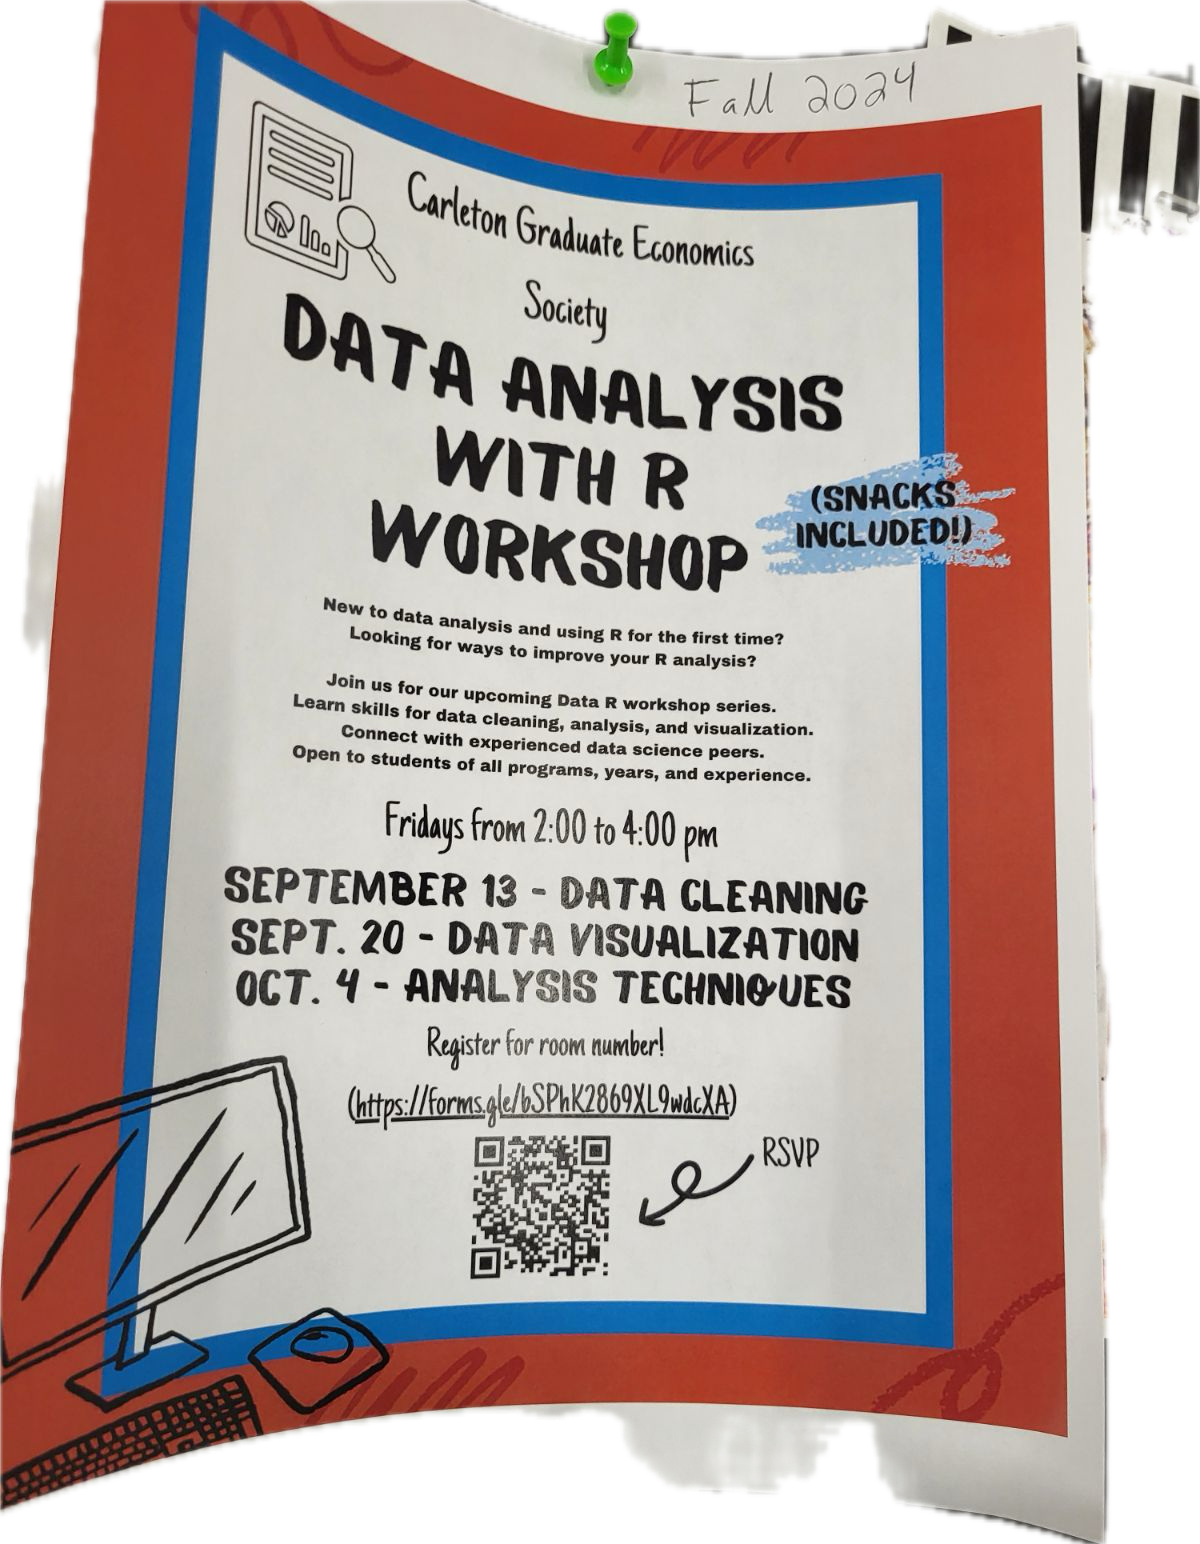 Fall 2024
Carleton Graduate Economics
Society
DATA ANALYSIS
WITH R
WORKSHOP
(SNACKS
INCLUDED!)
New to data analysis and using R for the first time?
Looking for ways to improve your R analysis?
Join us for our upcoming Data R workshop series.
Learn skills for data cleaning, analysis, and visualization.
Connect with experienced data science peers.
Open to students of all programs, years, and experience.
Fridays from 2:00 to 4:00 pm
SEPTEMBER 13 - DATA CLEANING
SEPT. 20 - DATA VISUALIZATION
OCT. 4 - ANALYSIS TECHNIQUES
Register for room number!
(https://forms.gle/bSPhK2869XL9wdcXA)
RSVP